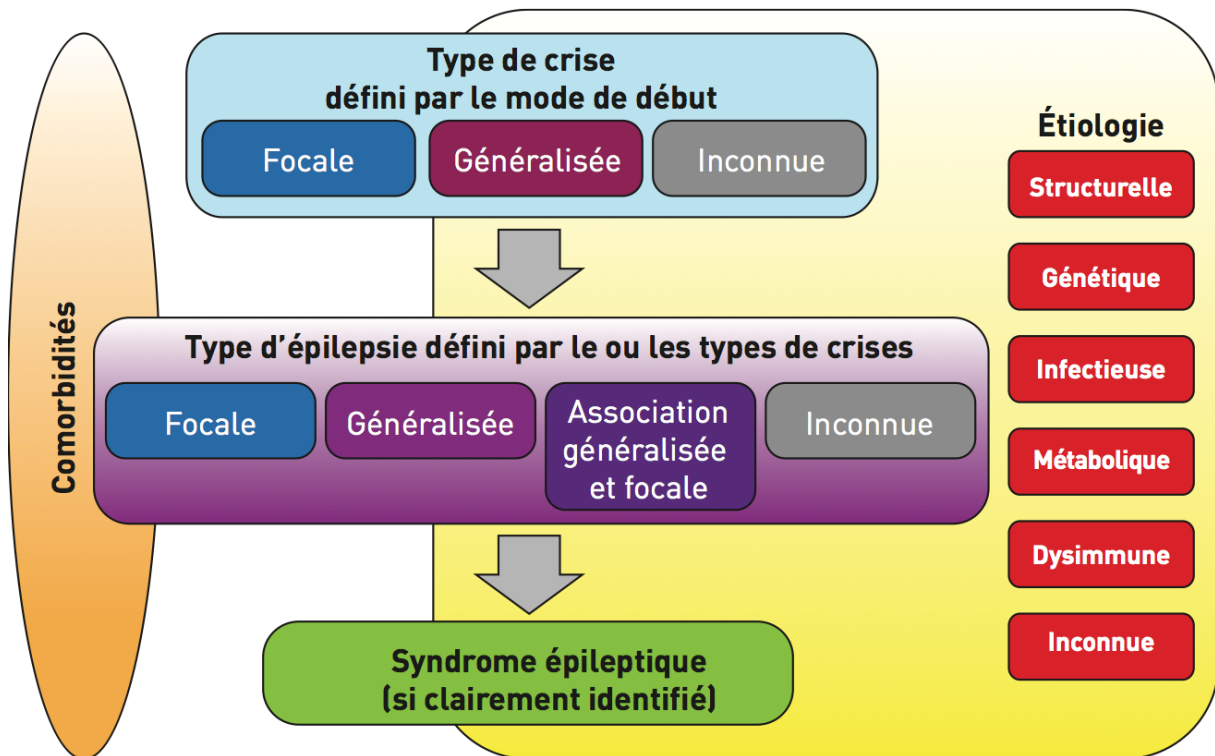 Type de crise
défini par le mode de début
Focale
Généralisée
Inconnue
Comorbidités
Type d'épilepsie défini par le ou les types de crises
Focale
Généralisée
Association
généralisée
et focale
Inconnue
Syndrome épileptique
(si clairement identifié)
Étiologie
Structurelle
Génétique
Infectieuse
Métabolique
Dysimmune
Inconnue